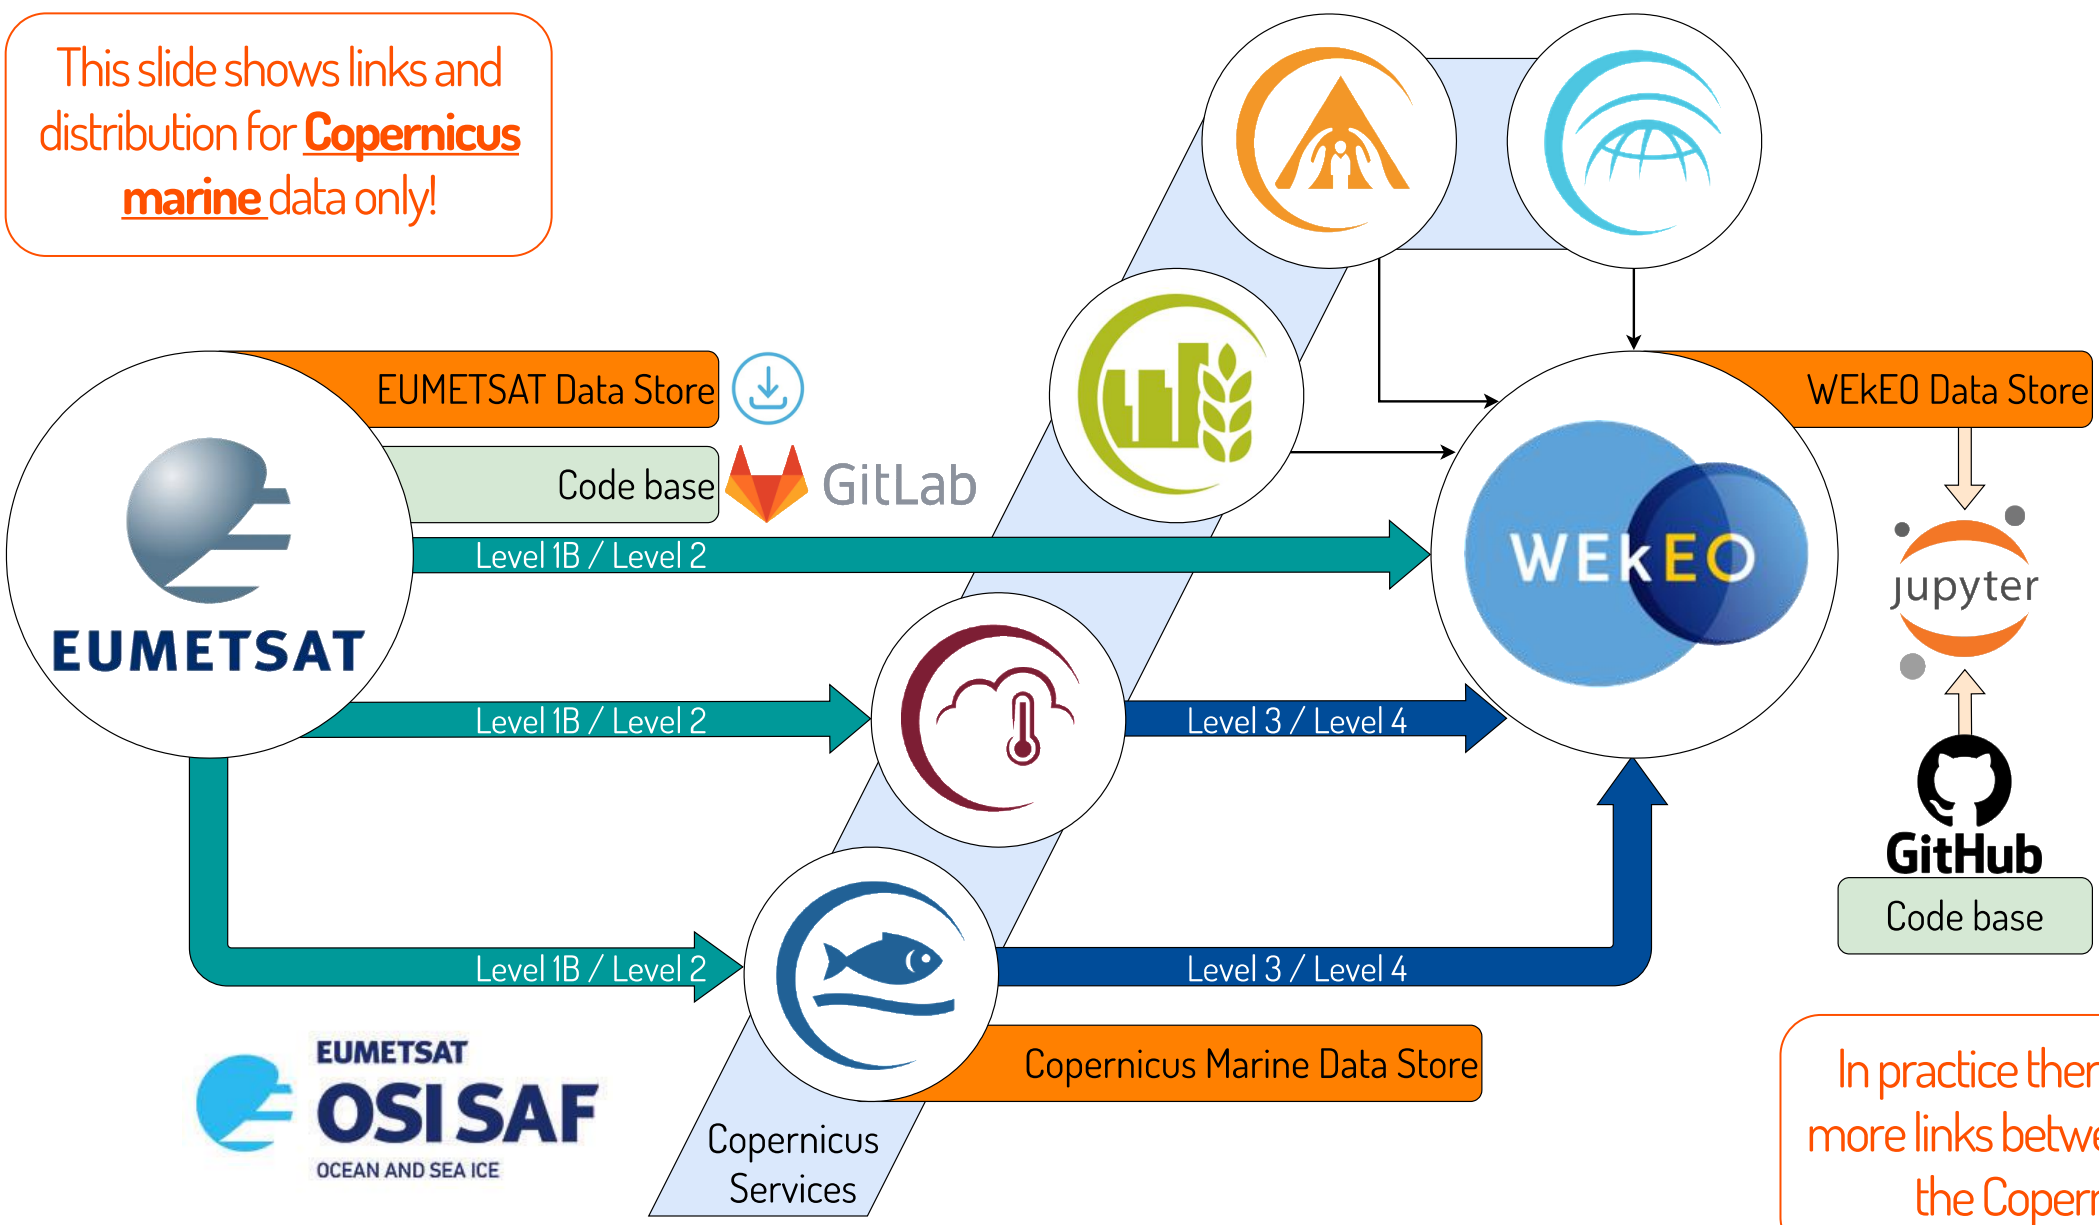 This slide shows links and
distribution for Copernicus
marine data only!
EUMETSAT Data Store
Code base
GitLab
EUMETSAT
Level 1B / Level 2
Level 1B / Level 2
Level 1B / Level 2
Level 3 / Level 4
Level 3 / Level 4
WEkEO
WEkEO Data Store
jupyter
GitHub
Code base
Copernicus Marine Data Store
EUMETSAT
OSI SAF
OCEAN AND SEA ICE
Copernicus
Services
In practice ther
more links betwe
the Coper